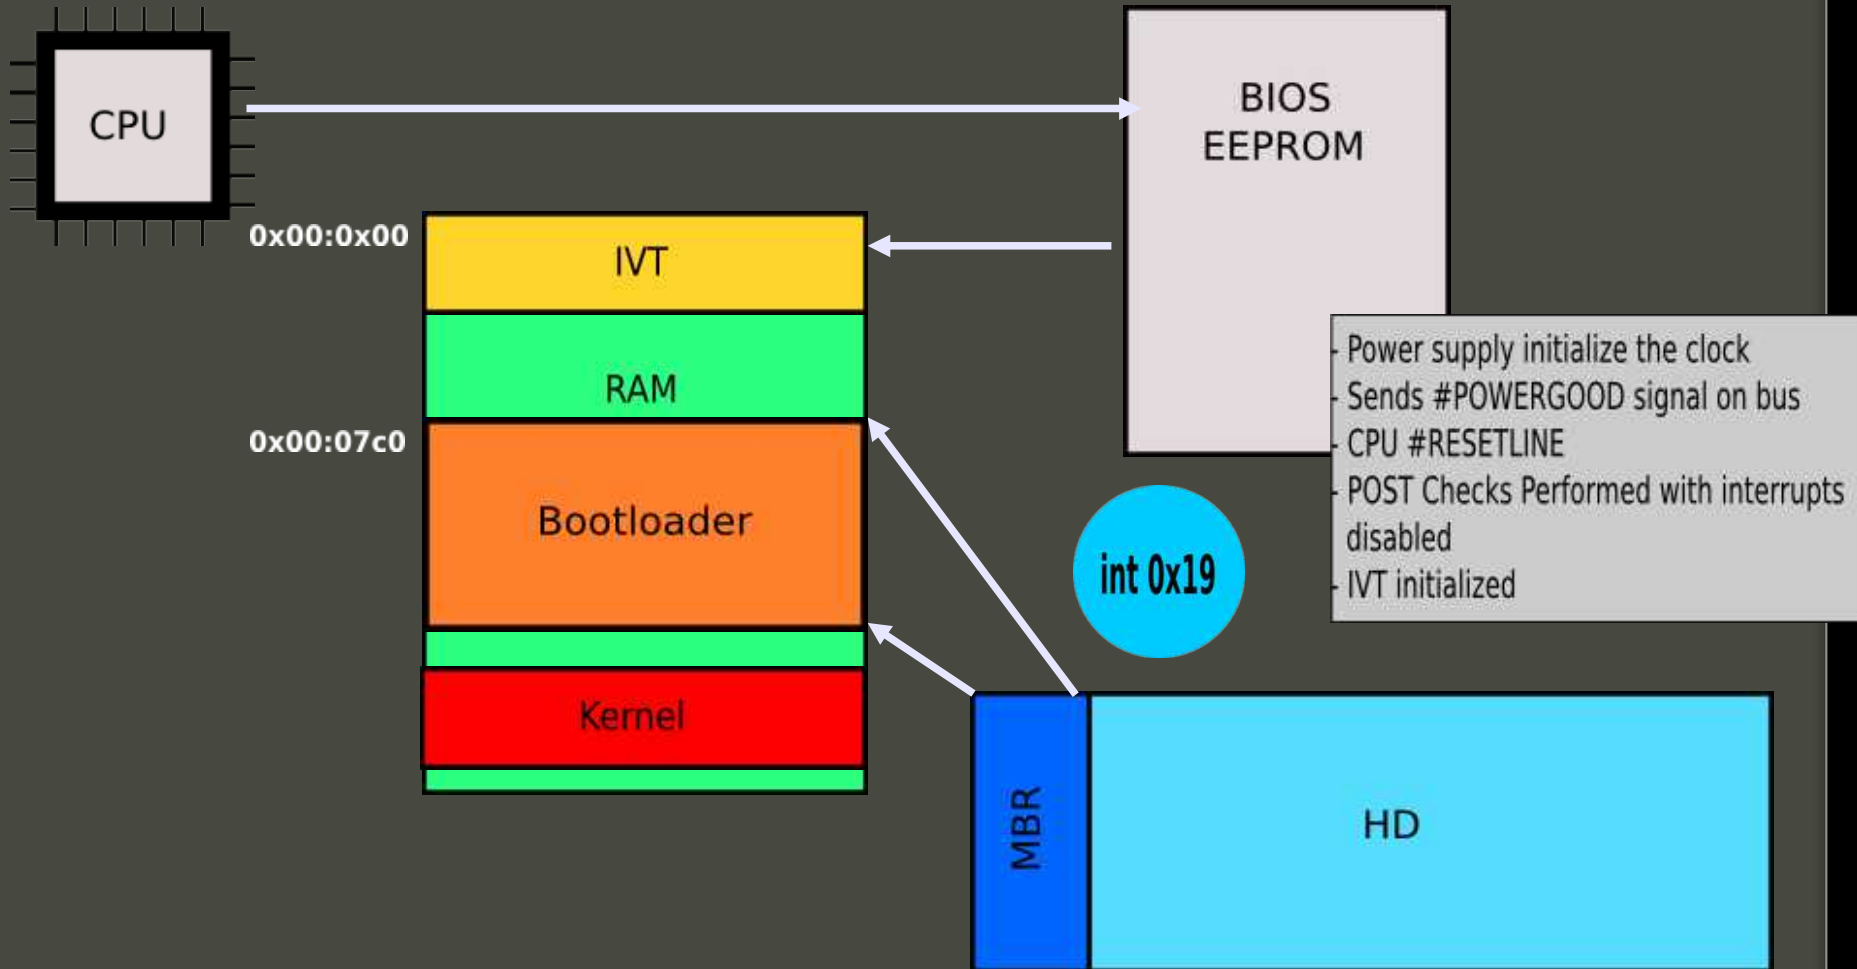 CPU
BIOS
EEPROM
0x00:0x00
IVT
RAM
0x00:07c0
Bootloader
Kernel
- Power supply initialize the clock
- Sends #POWERGOOD signal on bus
- CPU #RESETLINE
- POST Checks Performed with interrupts
disabled
- IVT initialized
int 0x19
MBR
HD